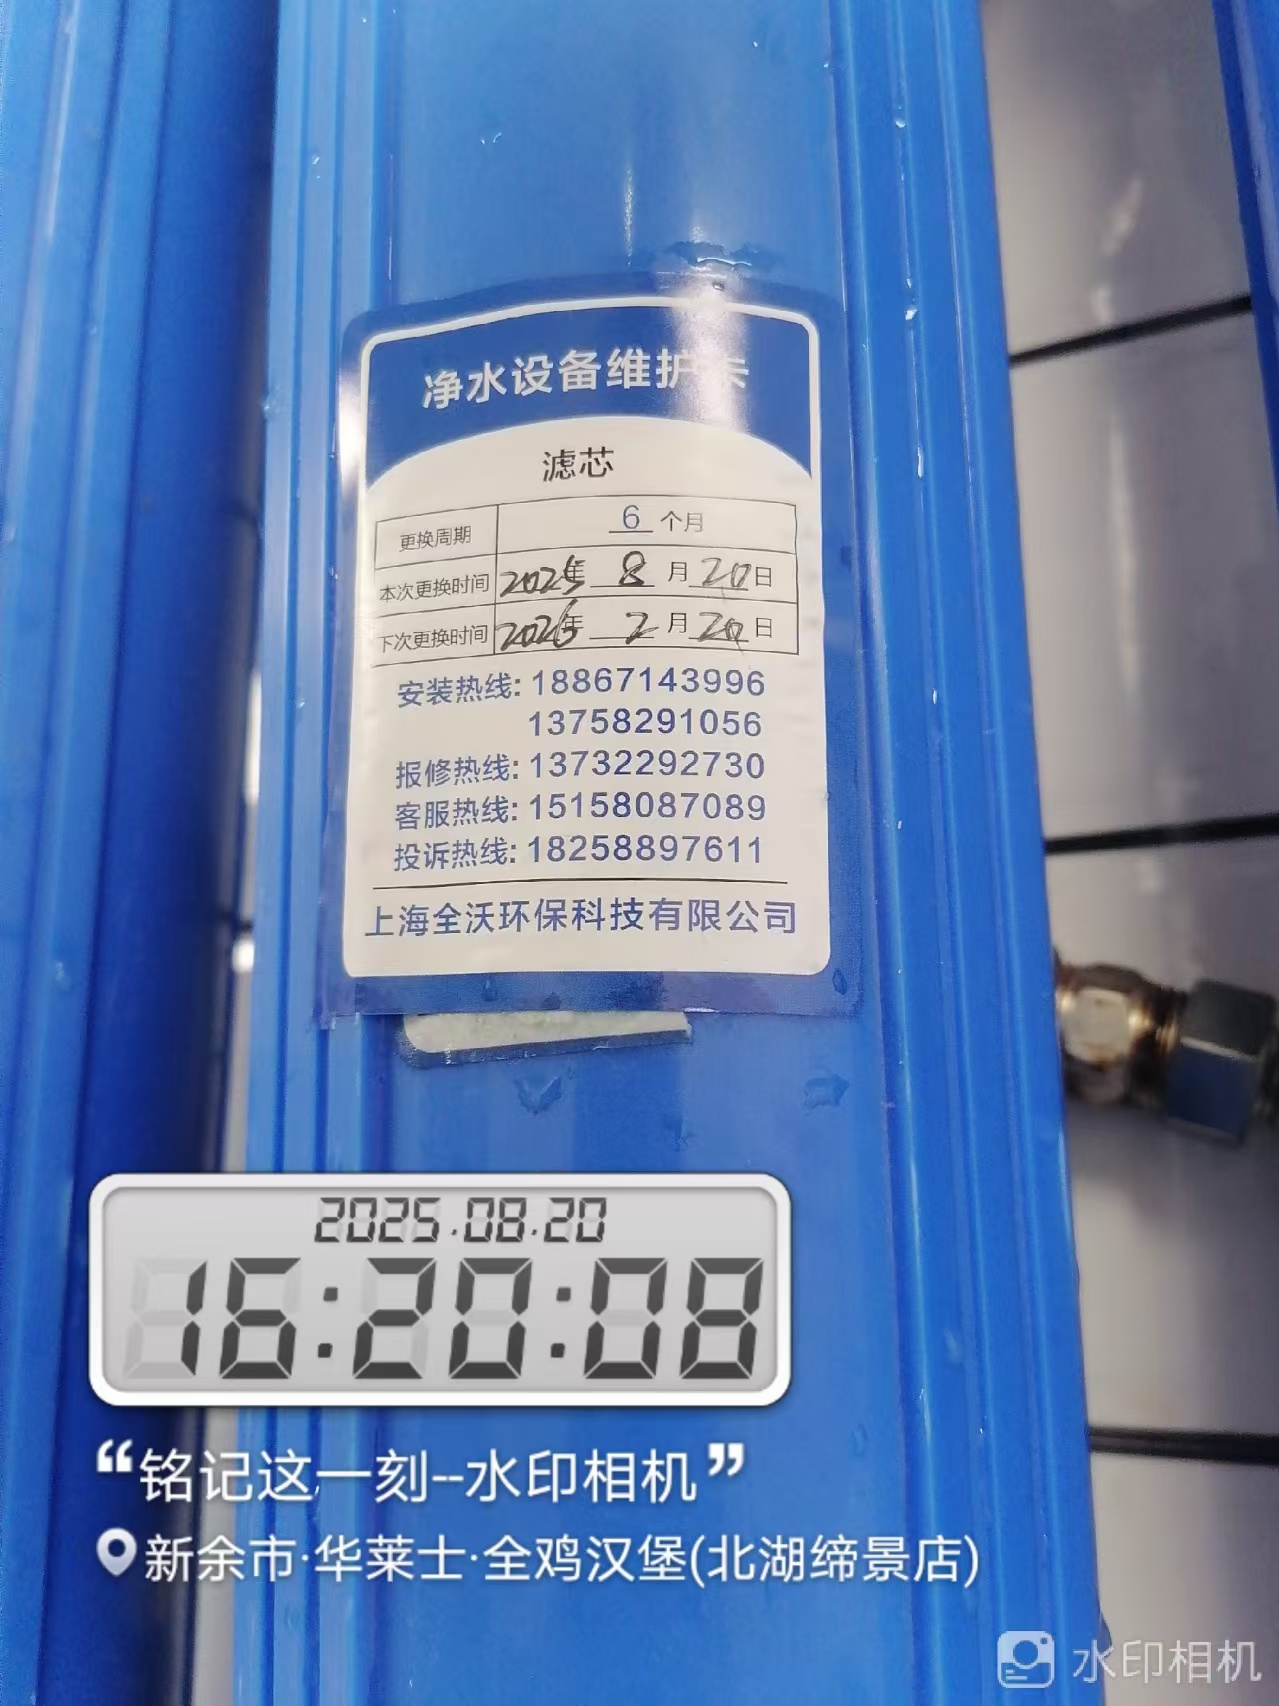 净水设备维护卡
滤芯
更换周期 6 个月
本次更换时间 2025年 8 月 20 日
下次更换时间 2026年 2 月 20 日
安装热线: 18867143996
13758291056
报修热线: 13732292730
客服热线: 15158087089
投诉热线: 18258897611
上海全沃环保科技有限公司
2025.08.20
16:20:08
“铭记这一刻--水印相机”
新余市·华莱士·全鸡汉堡(北湖缔景店)
水印相机